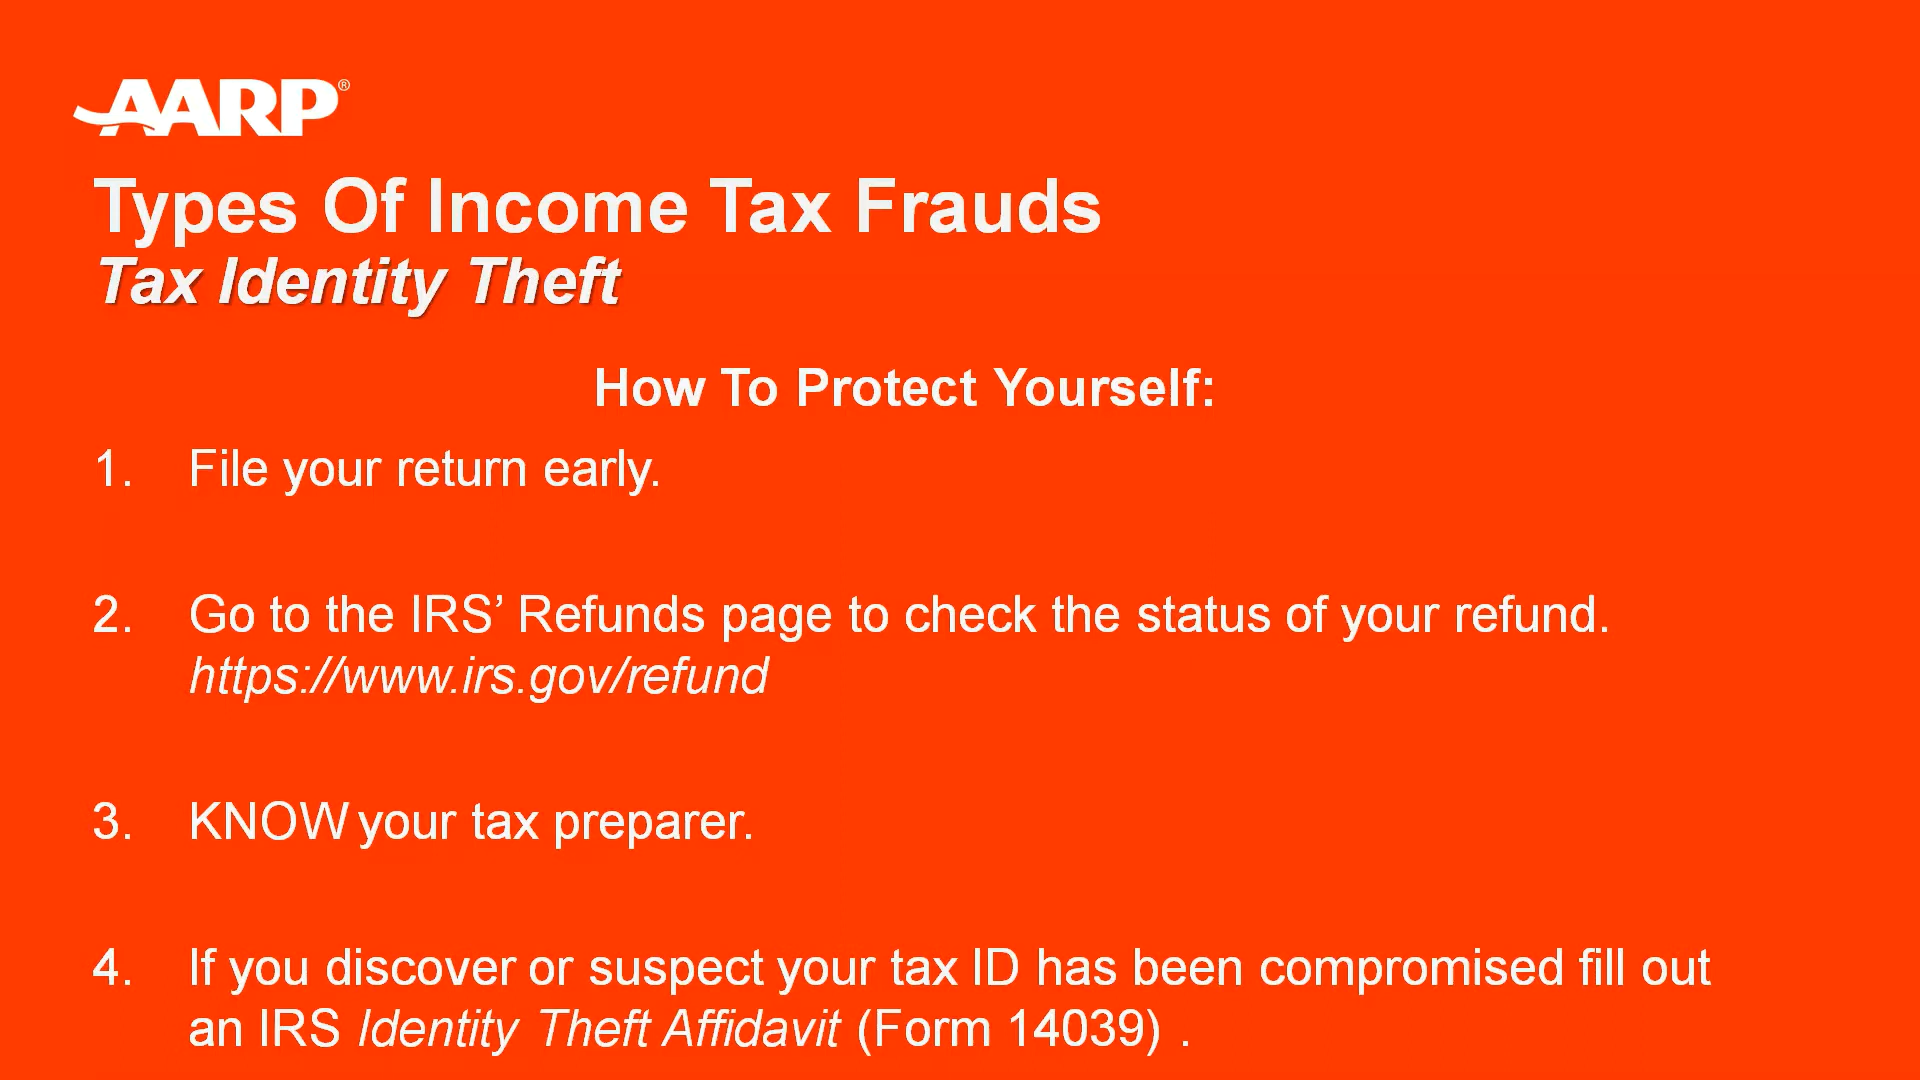 AARP®
Types Of Income Tax Frauds
Tax Identity Theft
How To Protect Yourself:
1. File your return early.
2. Go to the IRS’ Refunds page to check the status of your refund.
https://www.irs.gov/refund
3. KNOW your tax preparer.
4. If you discover or suspect your tax ID has been compromised fill out
an IRS Identity Theft Affidavit (Form 14039) .